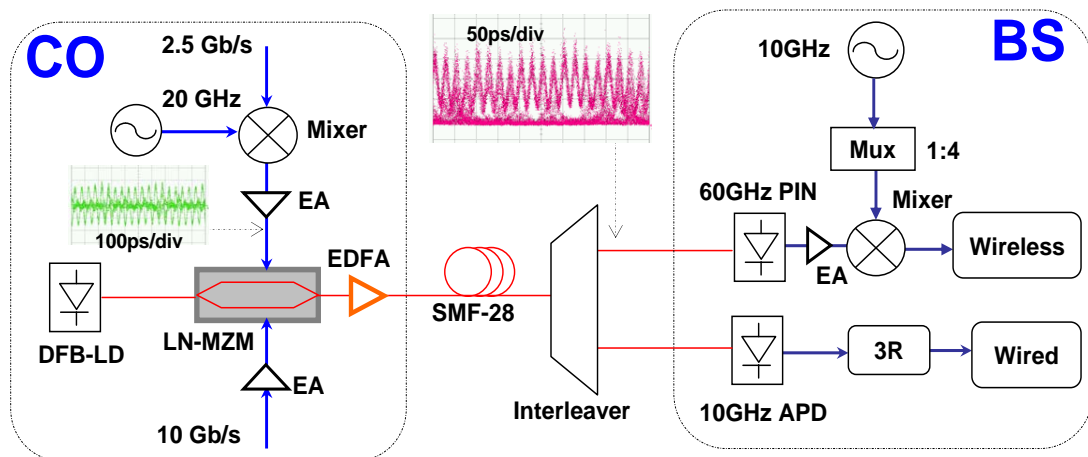 CO
2.5 Gb/s
20 GHz
Mixer
EA
100ps/div
DFB-LD
LN-MZM
EDFA
EA
10 Gb/s
50ps/div
SMF-28
Interleaver
BS
10GHz
Mux
1:4
60GHz PIN
Mixer
EA
Wireless
10GHz APD
3R
Wired